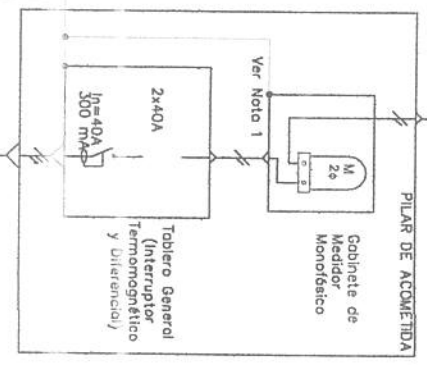 PILAR DE ACOMETIDA
Gabinete de
Medidor
Monofásico
M
2φ
Ver Nota 1
2x40A
In=40A
300 mA
Tablero General
(Interruptor
Termomagnético
y Diferencial)